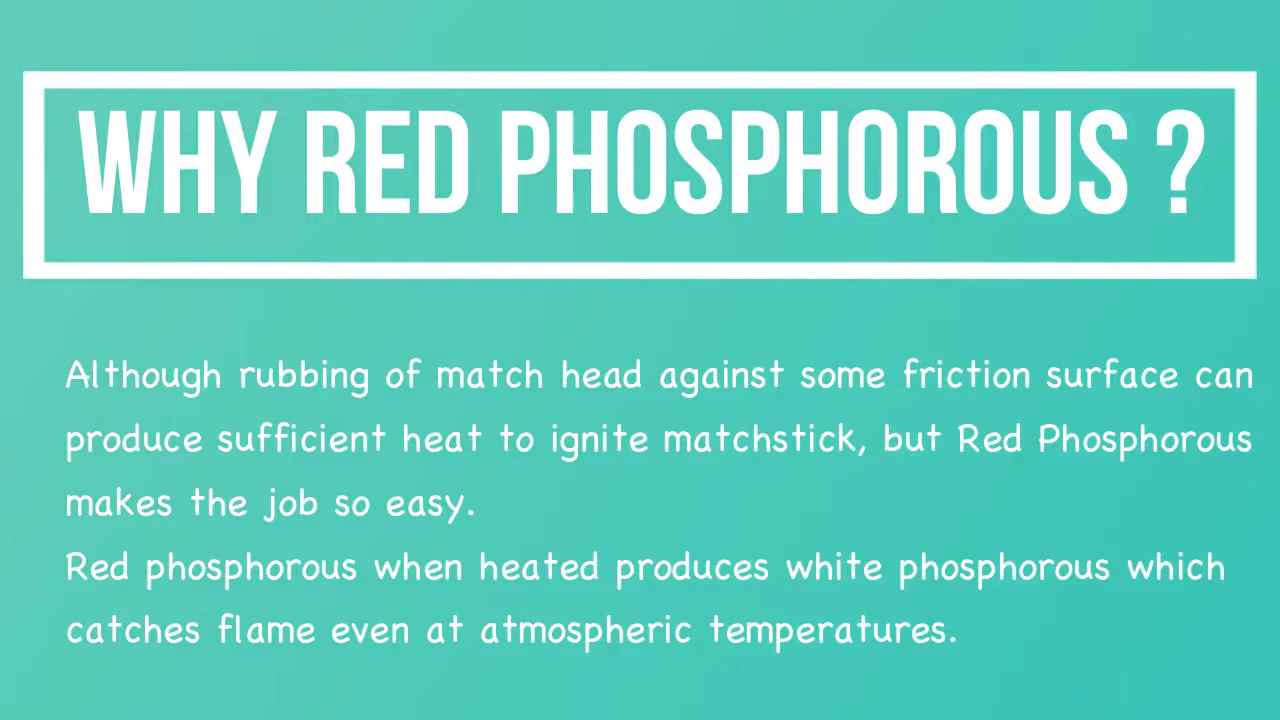 WHY RED PHOSPHOROUS ?
Although rubbing of match head against some friction surface can
produce sufficient heat to ignite matchstick, but Red Phosphorous
makes the job so easy.
Red phosphorous when heated produces white phosphorous which
catches flame even at atmospheric temperatures.